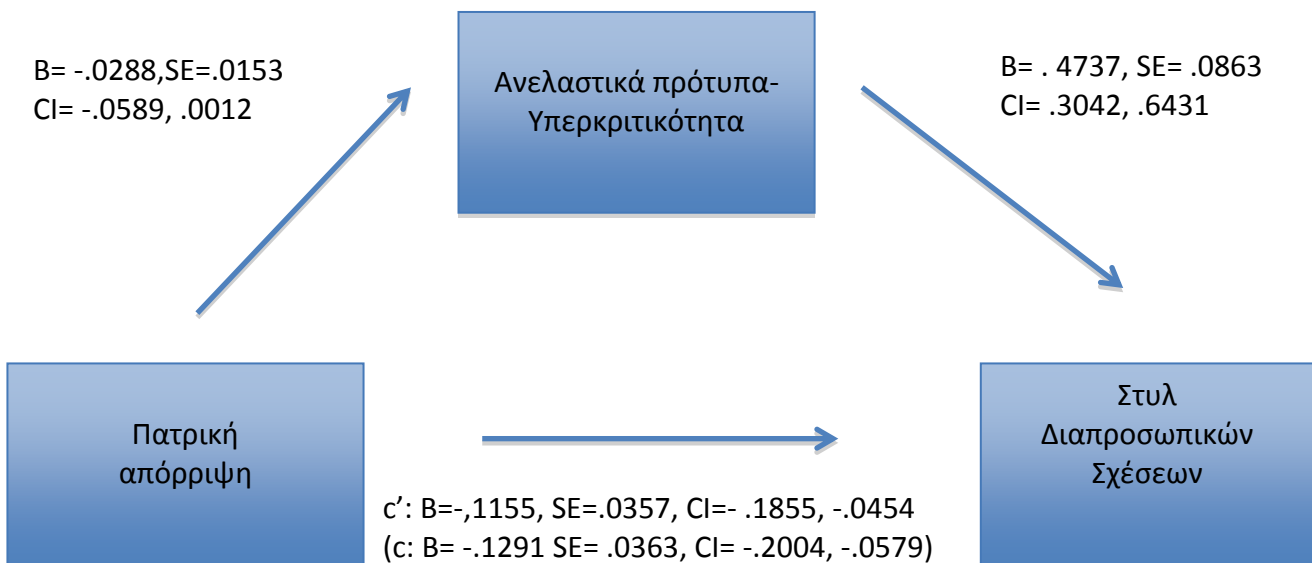 B= -.0288,SE=.0153
CI= -.0589, .0012
Ανελαστικά πρότυπα-
Υπερκριτικότητα
B= . 4737, SE= .0863
CI= .3042, .6431
Πατρική
απόρριψη
Στυλ
Διαπροσωπικών
Σχέσεων
c’: B=-,1155, SE=.0357, CI=- .1855, -.0454
(c: B= -.1291 SE= .0363, CI= -.2004, -.0579)